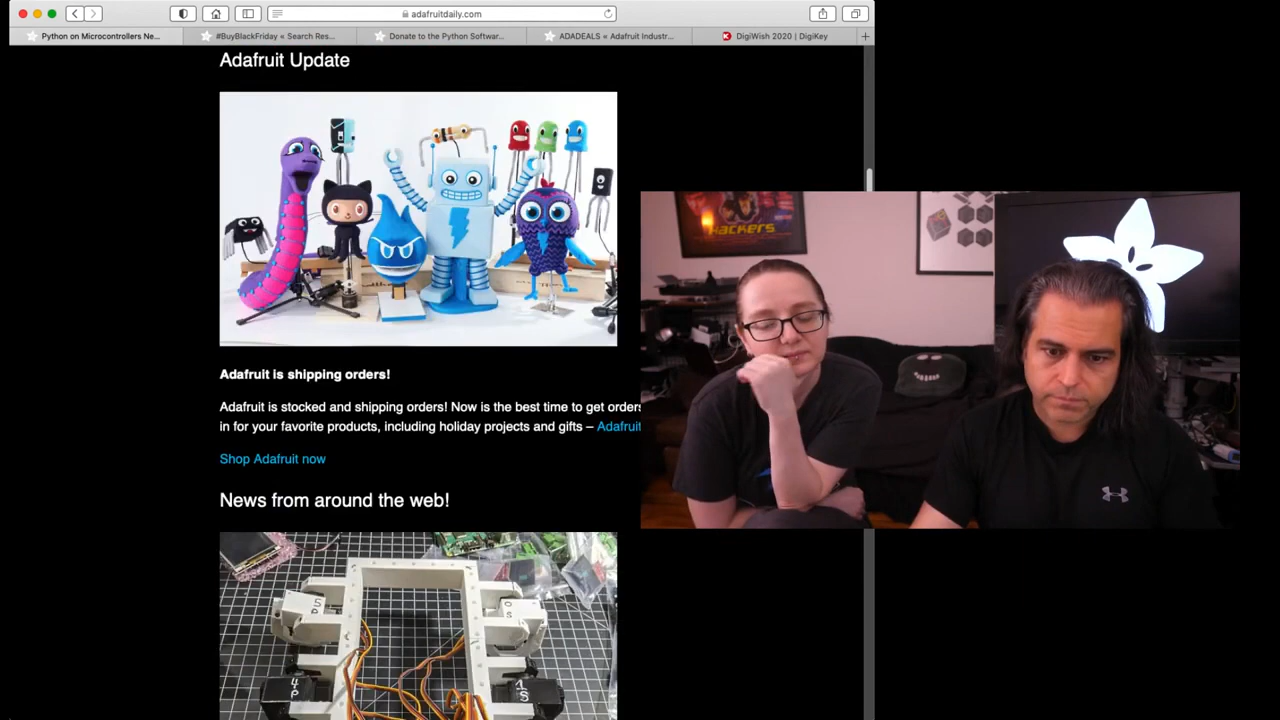 adafruitdaily.com
Python on Microcontrollers Ne...
#BuyBlackFriday « Search Res...
Donate to the Python Softwar...
ADADEALS « Adafruit Industr...
DigiWish 2020 | DigiKey
Adafruit Update
Adafruit is shipping orders!
Adafruit is stocked and shipping orders! Now is the best time to get orders
in for your favorite products, including holiday projects and gifts – Adafruit
Shop Adafruit now
News from around the web!
HACKERS